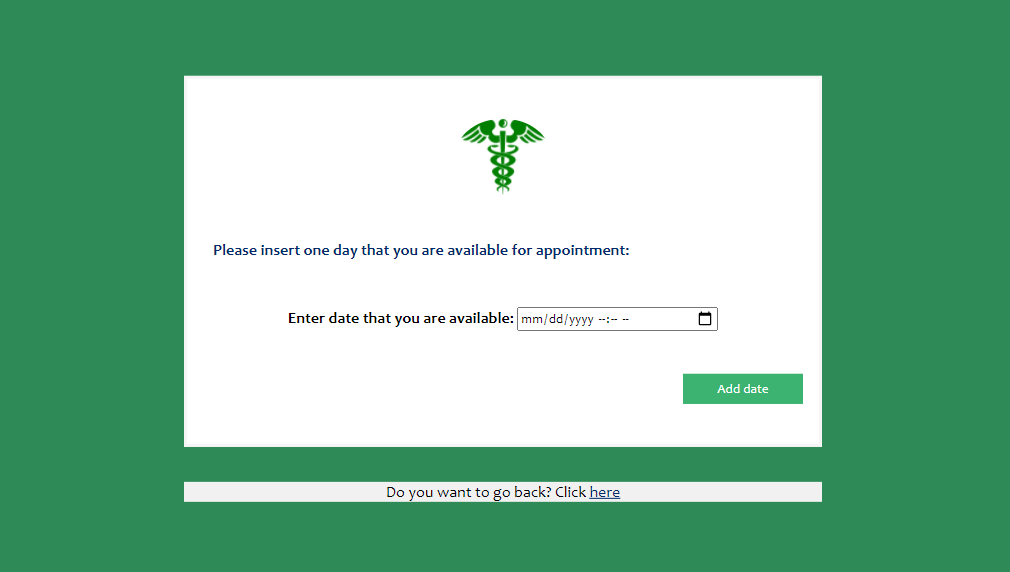 Please insert one day that you are available for appointment:
Enter date that you are available: mm/dd/yyyy --:-- --
Add date
Do you want to go back? Click here